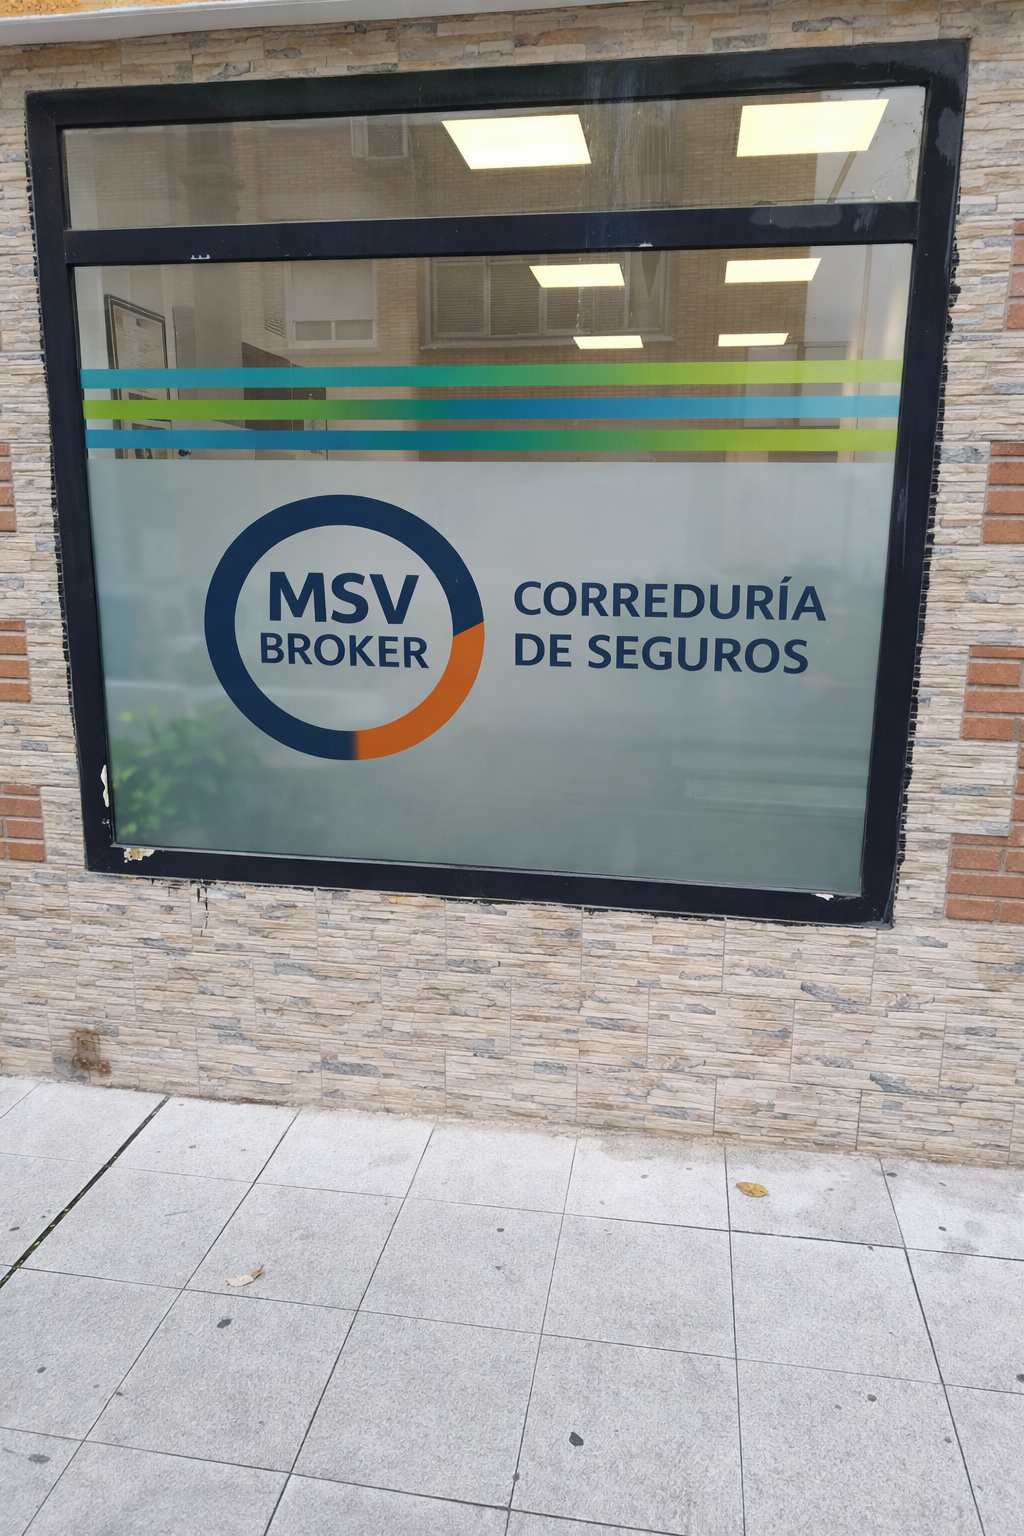 MSV
BROKER
CORREDURÍA
DE SEGUROS